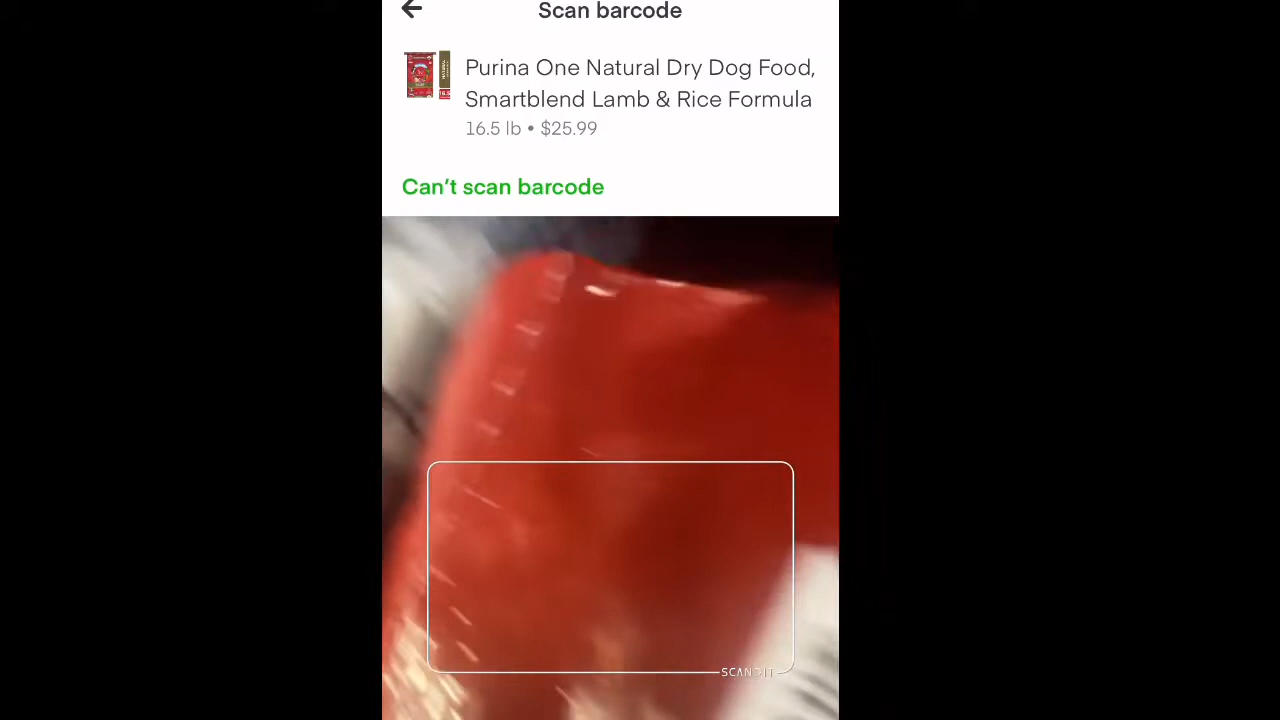 Scan barcode
Purina One Natural Dry Dog Food,
Smartblend Lamb & Rice Formula
16.5 lb • $25.99
Can't scan barcode
SCANDIT